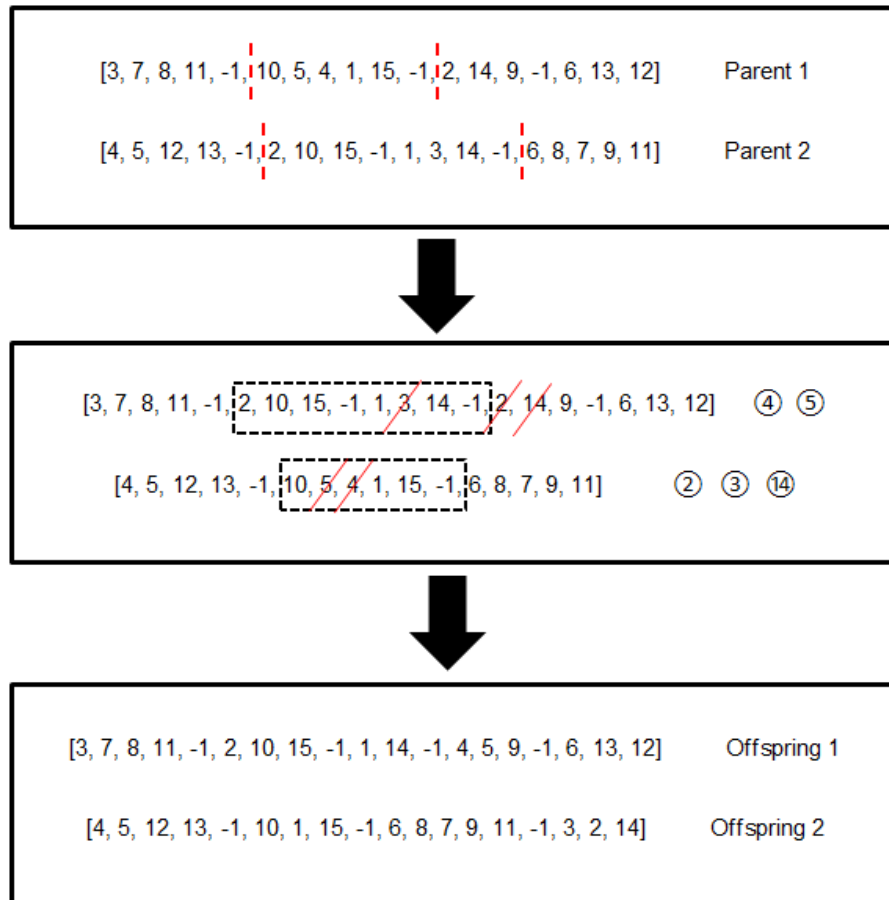 [3, 7, 8, 11, -1, 10, 5, 4, 1, 15, -1, 2, 14, 9, -1, 6, 13, 12] Parent 1
[4, 5, 12, 13, -1, 2, 10, 15, -1, 1, 3, 14, -1, 6, 8, 7, 9, 11] Parent 2
[3, 7, 8, 11, -1, 2, 10, 15, -1, 1, 3, 14, -1, 2, 14, 9, -1, 6, 13, 12] ④ ⑤
[4, 5, 12, 13, -1, 10, 5, 4, 1, 15, -1, 6, 8, 7, 9, 11] ② ③ ⑭
[3, 7, 8, 11, -1, 2, 10, 15, -1, 1, 14, -1, 4, 5, 9, -1, 6, 13, 12] Offspring 1
[4, 5, 12, 13, -1, 10, 1, 15, -1, 6, 8, 7, 9, 11, -1, 3, 2, 14] Offspring 2